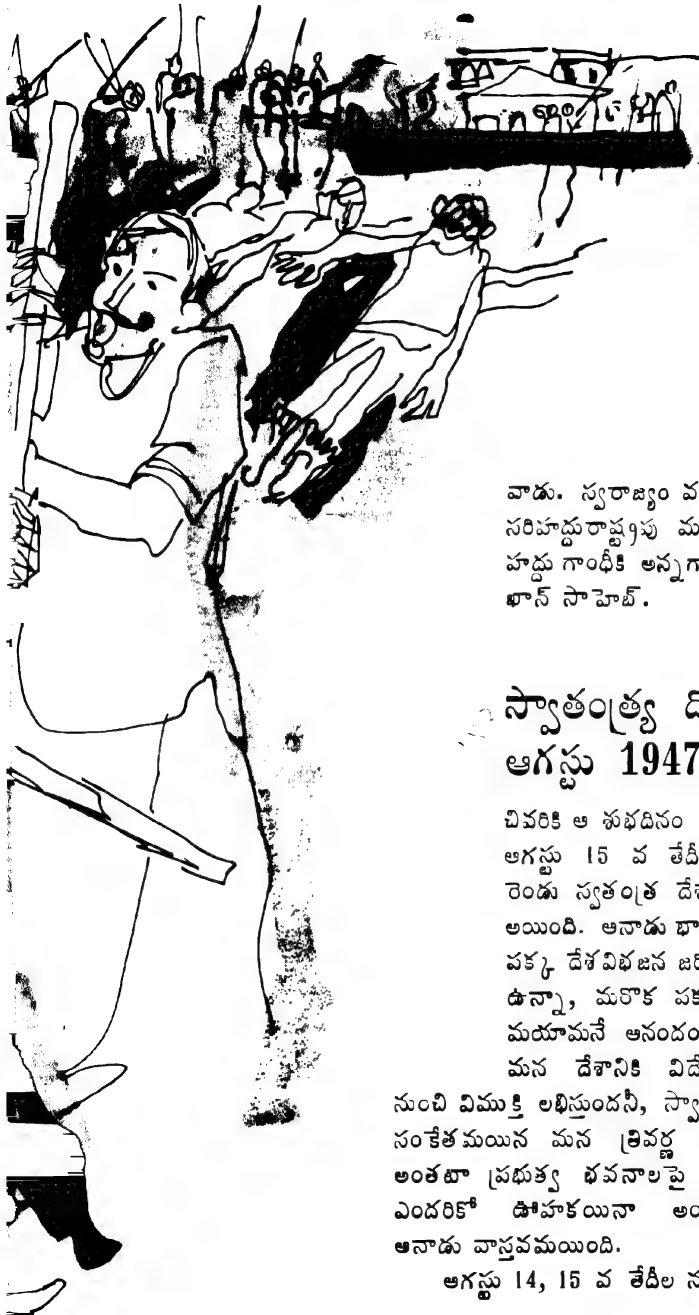 వాడు. స్వరాజ్యం వ
సరిహద్దురాష్ట్రపు మ
హద్దు గాంధీకి అన్నగా
ఖాన్ సాహెబ్.
స్వాతంత్ర్య ది
ఆగస్టు 1947
చివరికి ఆ శుభదినం
ఆగస్టు 15 వ తేదీ
రెండు స్వతంత్ర దేశ
అయింది. ఆనాడు భా
పక్క దేశవిభజన జరి
ఉన్నా, మరొక పక
మయామనే ఆనందం
మన దేశానికి విదే
నుంచి విముక్తి లభిస్తుందనీ, స్వా
సంకేతమయిన మన త్రివర్ణ
అంతటా ప్రభుత్వ భవనాలపై
ఎందరికో ఊహకయినా అం
ఆనాడు వాస్తవమయింది.
ఆగస్టు 14, 15 వ తేదీల న